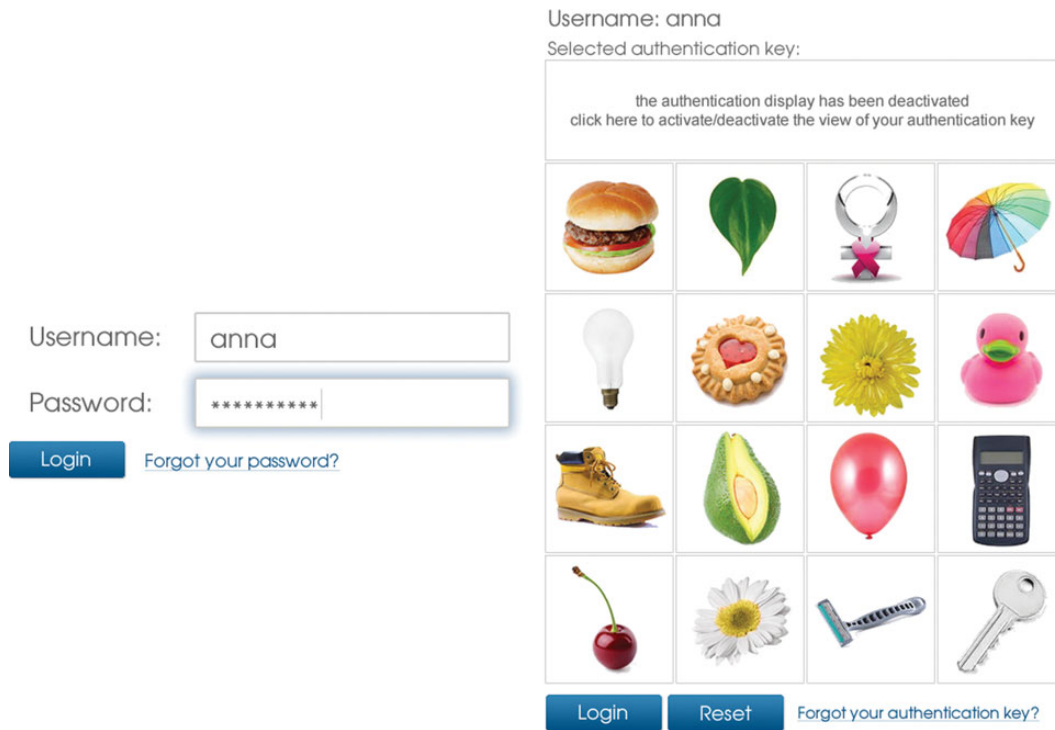 Username: anna
Password: **********
Login Forgot your password?
Username: anna
Selected authentication key:
the authentication display has been deactivated
click here to activate/deactivate the view of your authentication key
Login Reset Forgot your authentication key?